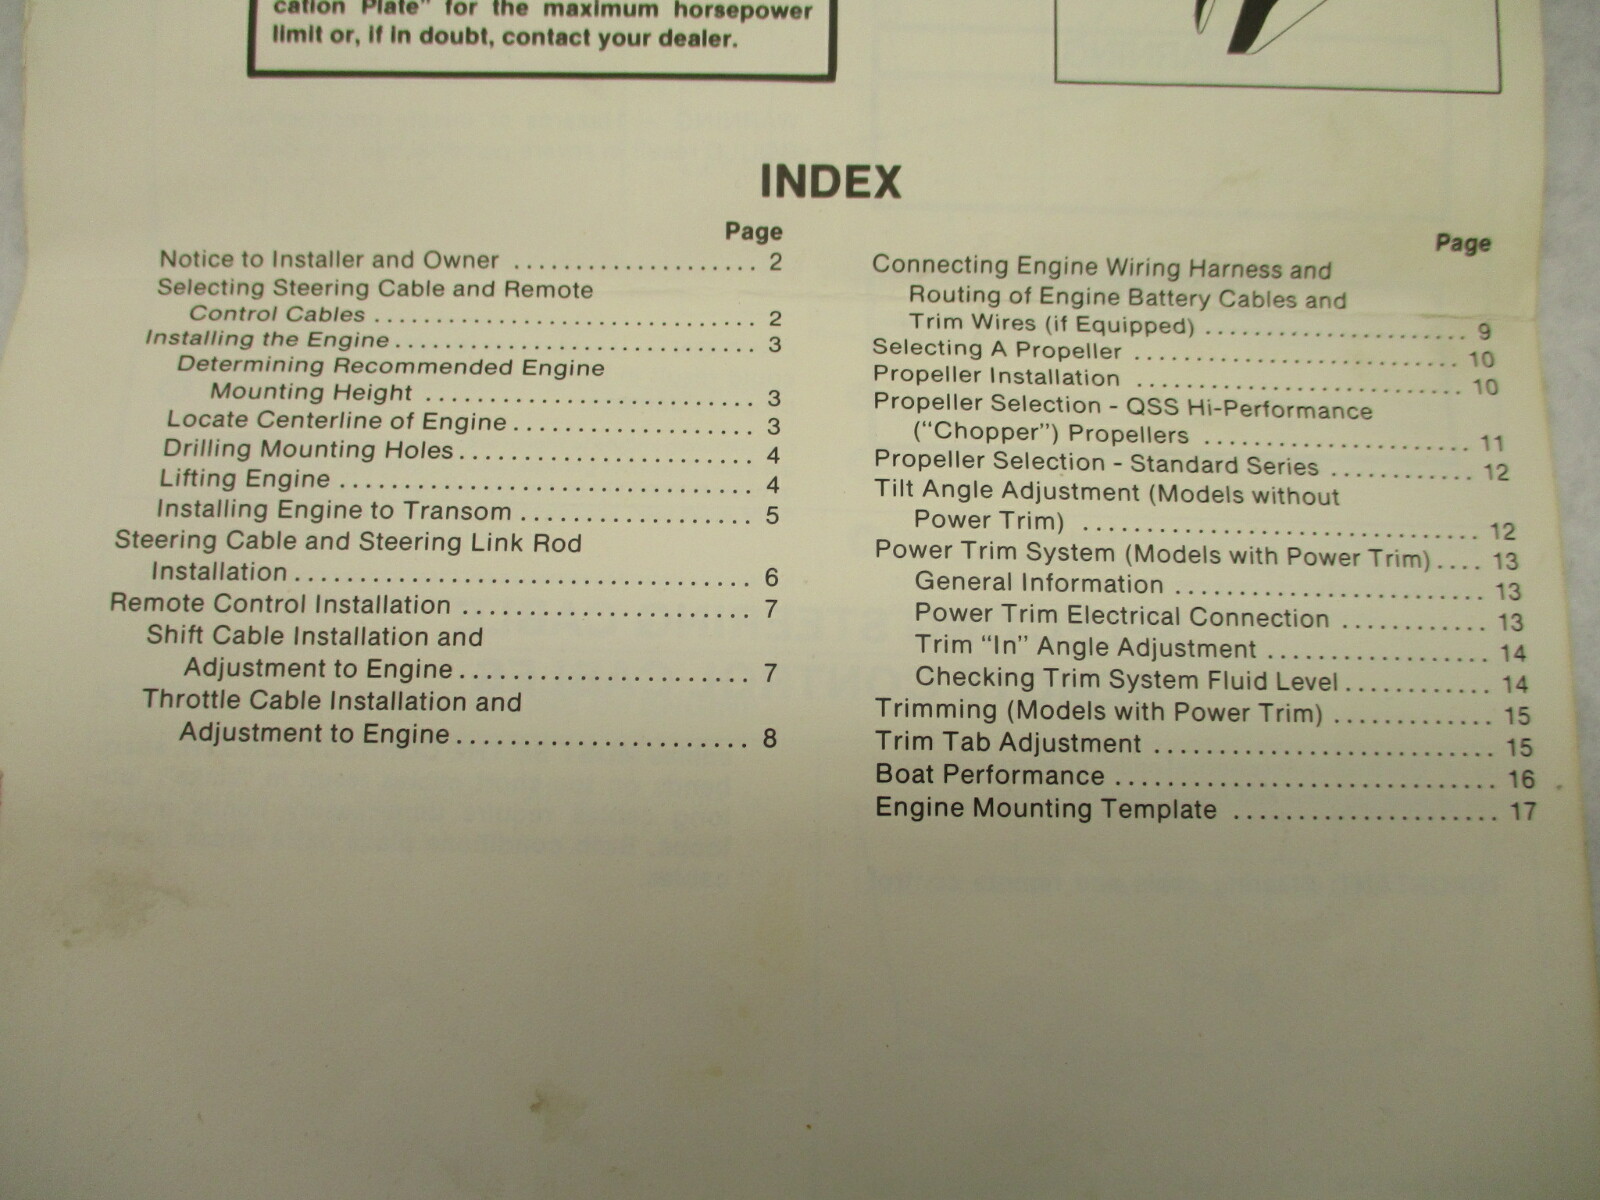 cation Plate" for the maximum horsepower
limit or, if in doubt, contact your dealer.
INDEX
Page
Notice to Installer and Owner .................... 2
Selecting Steering Cable and Remote
Control Cables ............................... 2
Installing the Engine............................. 3
Determining Recommended Engine
Mounting Height ........................... 3
Locate Centerline of Engine.................... 3
Drilling Mounting Holes........................ 4
Lifting Engine .................................. 4
Installing Engine to Transom ................... 5
Steering Cable and Steering Link Rod
Installation ..................................... 6
Remote Control Installation ........................ 7
Shift Cable Installation and
Adjustment to Engine........................ 7
Throttle Cable Installation and
Adjustment to Engine........................ 8
Page
Connecting Engine Wiring Harness and
Routing of Engine Battery Cables and
Trim Wires (if Equipped) ..................... 9
Selecting A Propeller .......................... 10
Propeller Installation .......................... 10
Propeller Selection - QSS Hi-Performance
("Chopper") Propellers ...................... 11
Propeller Selection - Standard Series ............ 12
Tilt Angle Adjustment (Models without
Power Trim) ................................ 12
Power Trim System (Models with Power Trim).... 13
General Information ......................... 13
Power Trim Electrical Connection ............ 13
Trim "In" Angle Adjustment .................. 14
Checking Trim System Fluid Level............ 14
Trimming (Models with Power Trim) ............. 15
Trim Tab Adjustment ............................ 15
Boat Performance ............................... 16
Engine Mounting Template ...................... 17